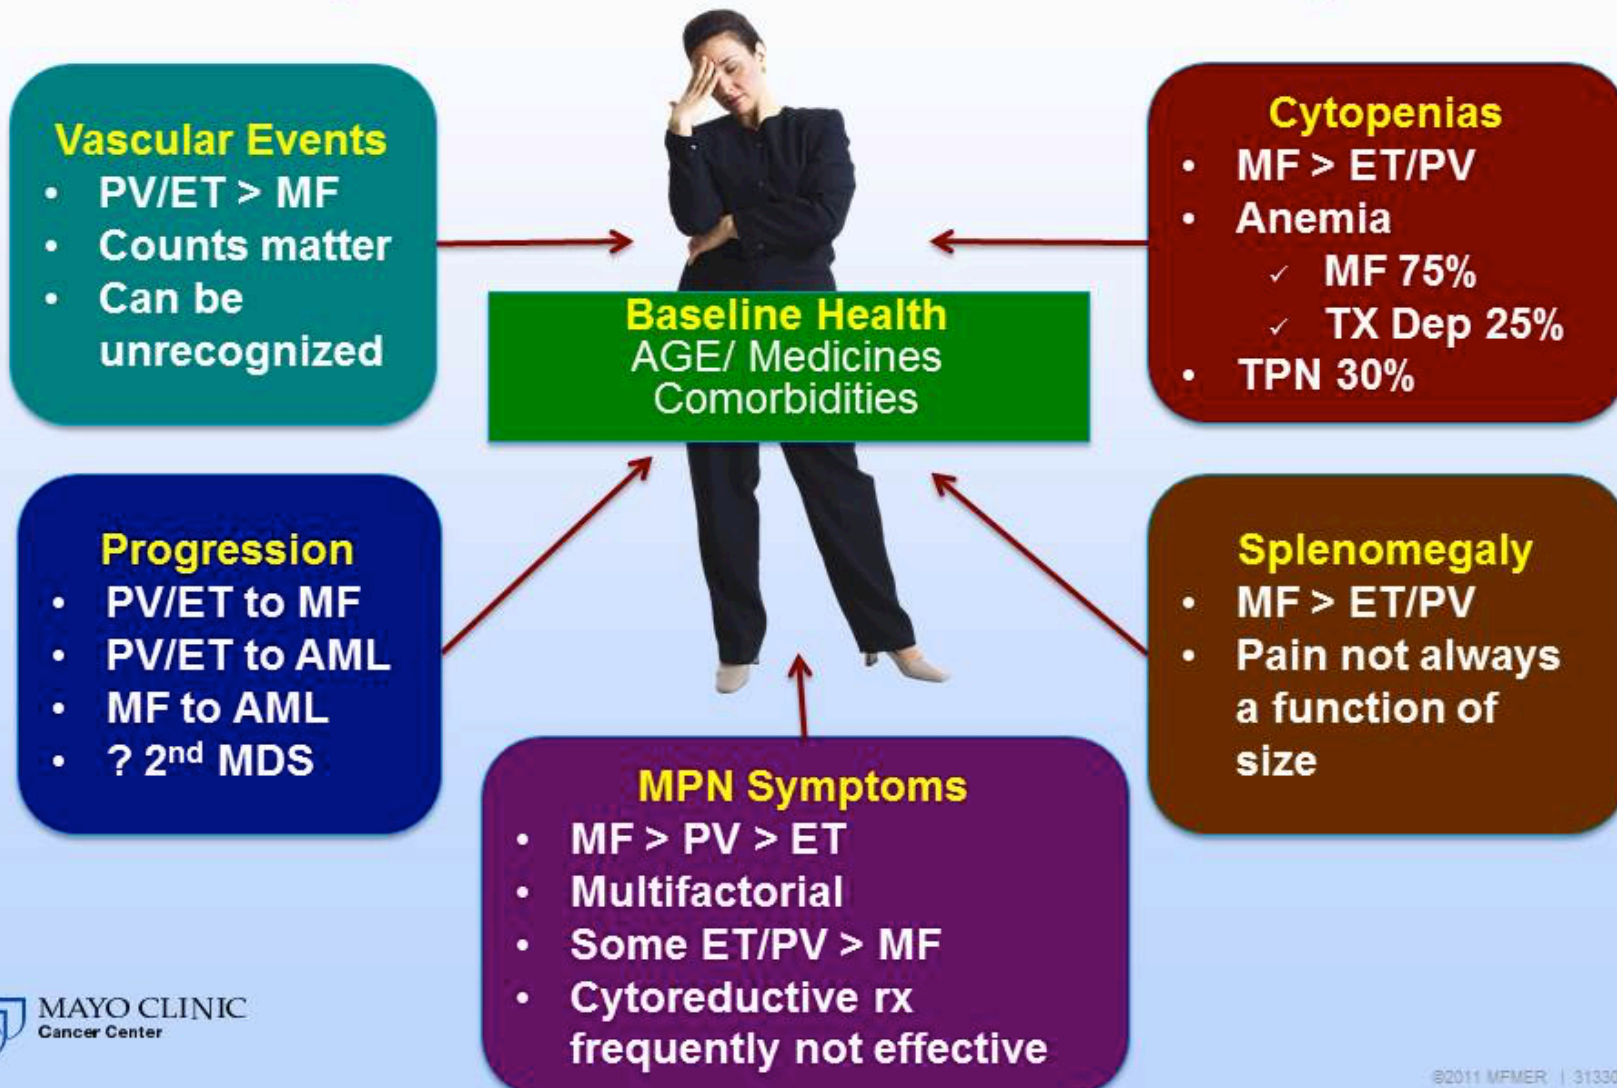 Vascular Events
• PV/ET > MF
• Counts matter
• Can be
unrecognized
Cytopenias
• MF > ET/PV
• Anemia
✓ MF 75%
✓ TX Dep 25%
• TPN 30%
Baseline Health
AGE/ Medicines
Comorbidities
Progression
• PV/ET to MF
• PV/ET to AML
• MF to AML
• ? 2nd MDS
Splenomegaly
• MF > ET/PV
• Pain not always
a function of
size
MPN Symptoms
• MF > PV > ET
• Multifactorial
• Some ET/PV > MF
• Cytoreductive rx
frequently not effective
MAYO CLINIC
Cancer Center
©2011 MFMER | 31330